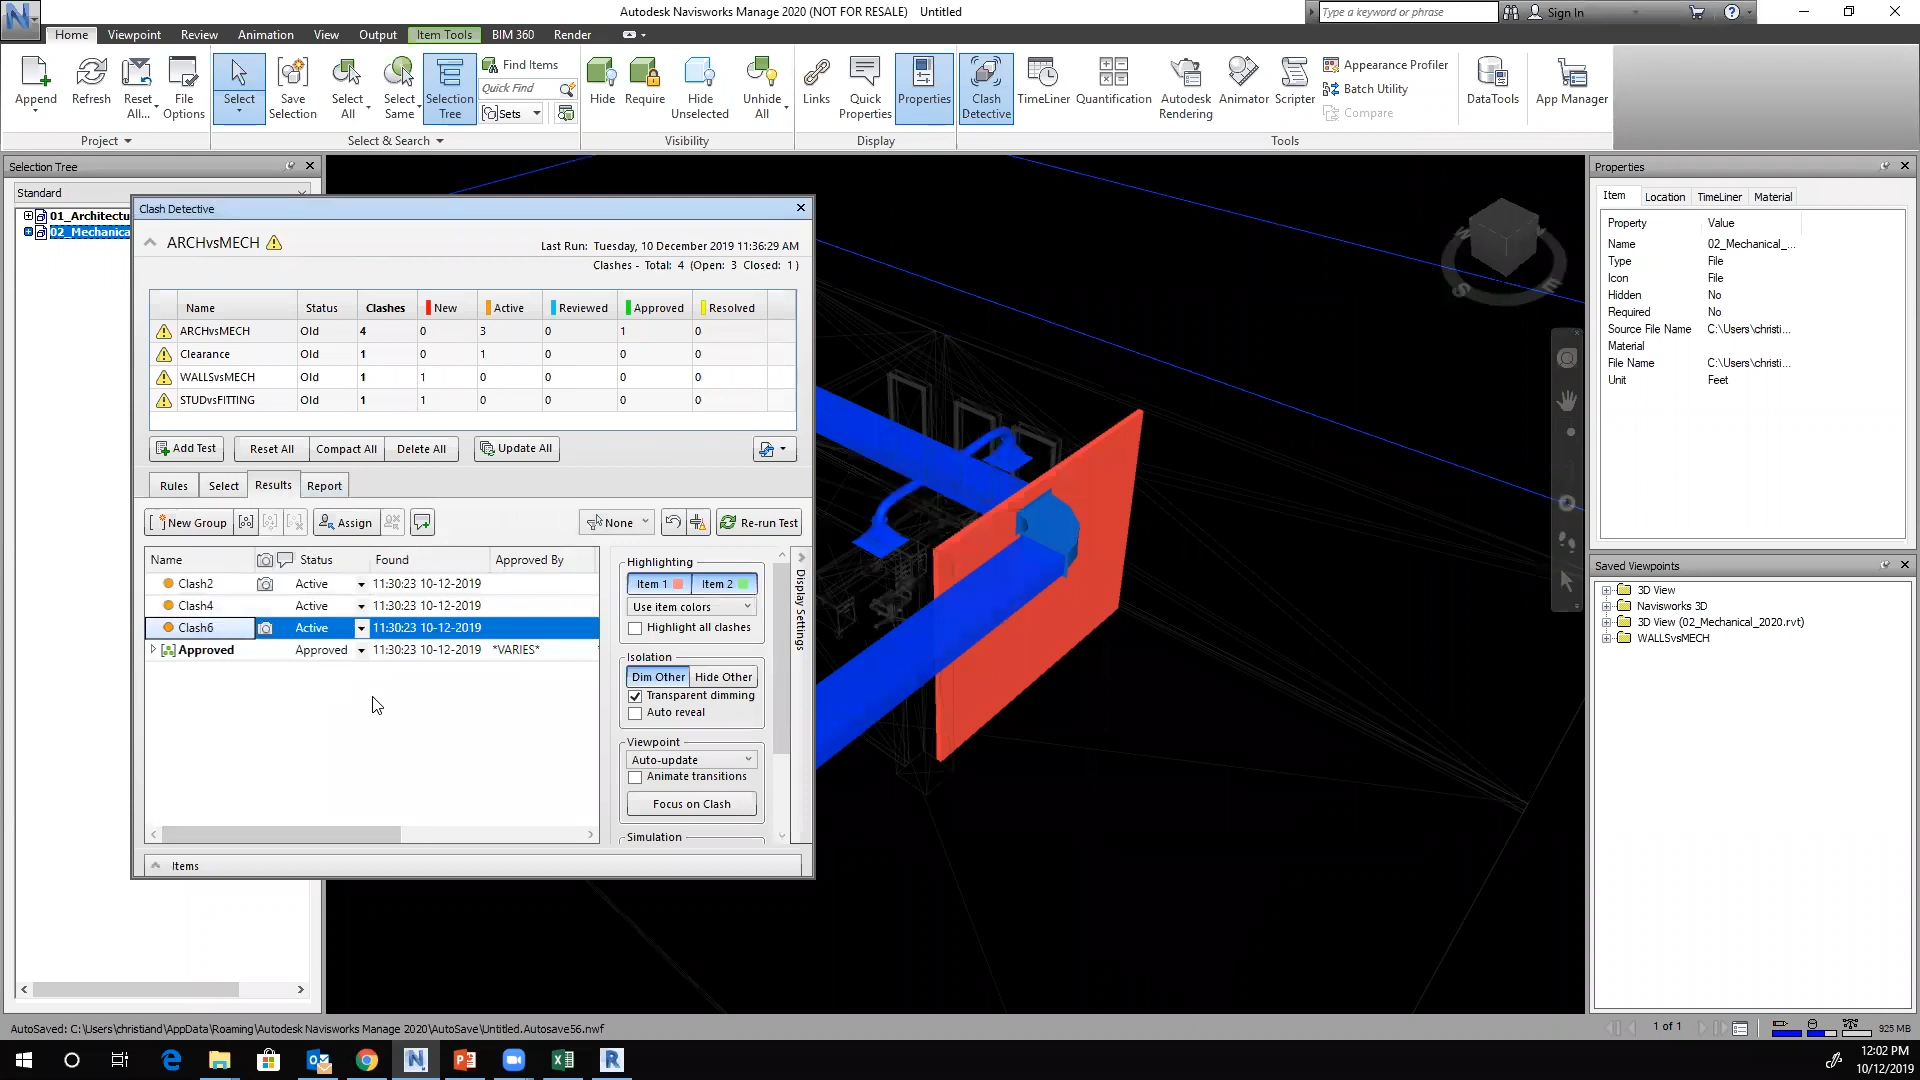 Autodesk Navisworks Manage 2020 (NOT FOR RESALE) Untitled
Type a keyword or phrase
Sign In
Home Viewpoint Review Animation View Output Item Tools BIM 360 Render
Append
Refresh
Reset All...
File Options
Select
Save Selection
Select All
Select Same
Selection Tree
Find Items
Quick Find
Sets
Hide
Require
Hide Unselected
Unhide All
Links
Quick Properties
Properties
Clash Detective
TimeLiner
Quantification
Autodesk Rendering
Animator
Scripter
Appearance Profiler
Batch Utility
Compare
DataTools
App Manager
Project
Select & Search
Visibility
Display
Tools
Selection Tree
Standard
01_Architectu
02_Mechanica
Clash Detective
ARCHvsMECH
Last Run: Tuesday, 10 December 2019 11:36:29 AM
Clashes - Total: 4 (Open: 3 Closed: 1)
Name Status Clashes New Active Reviewed Approved Resolved
ARCHvsMECH Old 4 0 3 0 1 0
Clearance Old 1 0 1 0 0 0
WALLSvsMECH Old 1 1 0 0 0 0
STUDvsFITTING Old 1 1 0 0 0 0
Add Test Reset All Compact All Delete All Update All
Rules Select Results Report
New Group Assign None Re-run Test
Name Status Found Approved By
Clash2 Active 11:30:23 10-12-2019
Clash4 Active 11:30:23 10-12-2019
Clash6 Active 11:30:23 10-12-2019
Approved Approved 11:30:23 10-12-2019 *VARIES*
Highlighting
Item 1 Item 2
Use item colors
Highlight all clashes
Isolation
Dim Other Hide Other
Transparent dimming
Auto reveal
Viewpoint
Auto-update
Animate transitions
Focus on Clash
Simulation
Display Settings
Items
S E
Properties
Item Location TimeLiner Material
Property Value
Name 02_Mechanical_...
Type File
Icon File
Hidden No
Required No
Source File Name C:\Users\christi...
Material
File Name C:\Users\christi...
Unit Feet
Saved Viewpoints
3D View
Navisworks 3D
3D View (02_Mechanical_2020.rvt)
WALLSvsMECH
AutoSaved: C:\Users\christiand\AppData\Roaming\Autodesk Navisworks Manage 2020\AutoSave\Untitled.Autosave56.nwf
1 of 1
925 MB
12:02 PM
10/12/2019